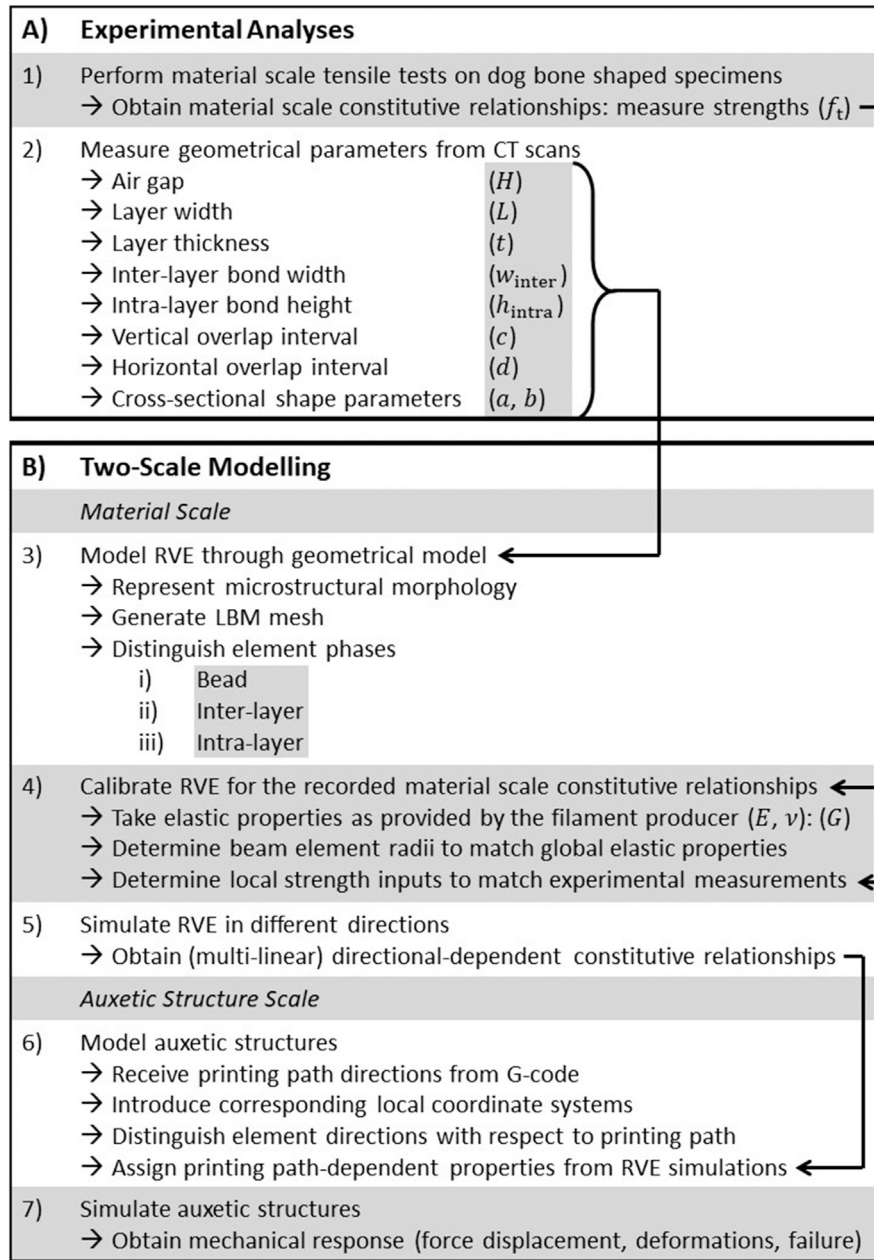 A) Experimental Analyses
1) Perform material scale tensile tests on dog bone shaped specimens
→ Obtain material scale constitutive relationships: measure strengths (f_t)
2) Measure geometrical parameters from CT scans
→ Air gap (H)
→ Layer width (L)
→ Layer thickness (t)
→ Inter-layer bond width (w_inter)
→ Intra-layer bond height (h_intra)
→ Vertical overlap interval (c)
→ Horizontal overlap interval (d)
→ Cross-sectional shape parameters (a, b)
B) Two-Scale Modelling
Material Scale
3) Model RVE through geometrical model
→ Represent microstructural morphology
→ Generate LBM mesh
→ Distinguish element phases
i) Bead
ii) Inter-layer
iii) Intra-layer
4) Calibrate RVE for the recorded material scale constitutive relationships
→ Take elastic properties as provided by the filament producer (E, ν): (G)
→ Determine beam element radii to match global elastic properties
→ Determine local strength inputs to match experimental measurements
5) Simulate RVE in different directions
→ Obtain (multi-linear) directional-dependent constitutive relationships
Auxetic Structure Scale
6) Model auxetic structures
→ Receive printing path directions from G-code
→ Introduce corresponding local coordinate systems
→ Distinguish element directions with respect to printing path
→ Assign printing path-dependent properties from RVE simulations
7) Simulate auxetic structures
→ Obtain mechanical response (force displacement, deformations, failure)